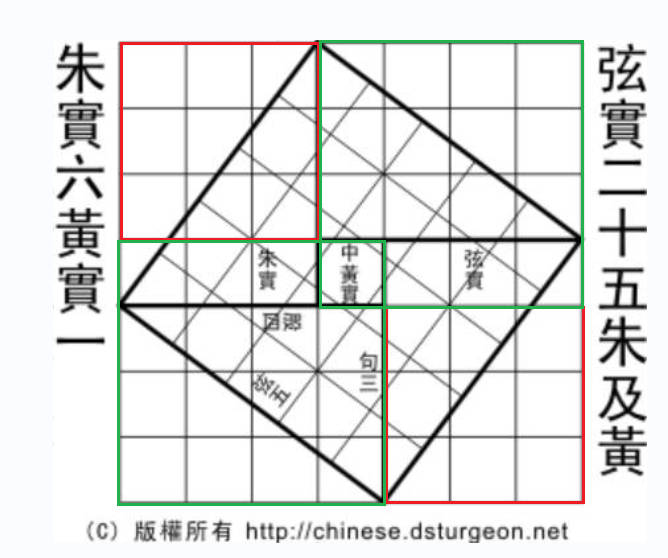 弦實二十五朱及黃
朱實六黃實一
弦實
中黃實
朱實
股四
句三
弦五
(C) 版權所有 http://chinese.dsturgeon.net